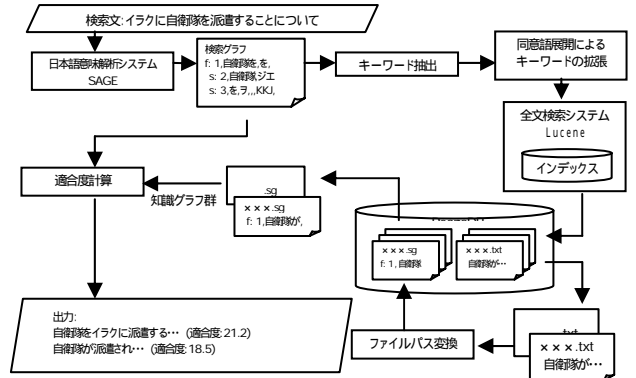 検索文: イラクに自衛隊を派遣することについて
日本語意味解析システム
SAGE
検索グラフ
f: 1,自衛隊を,を,
s: 2,自衛隊,ジエ
s: 3,を,ヲ,,,KKJ,
キーワード抽出
同意語展開による
キーワードの拡張
全文検索システム
Lucene
インデックス
適合度計算
知識グラフ群
.sg
×××.sg
f: 1,自衛隊が,
×××.sg
f: 1,自衛隊
×××.txt
自衛隊が…
出力:
自衛隊をイラクに派遣する… (適合度:21.2)
自衛隊が派遣され… (適合度:18.5)
ファイルパス変換
.txt
×××.txt
自衛隊が…